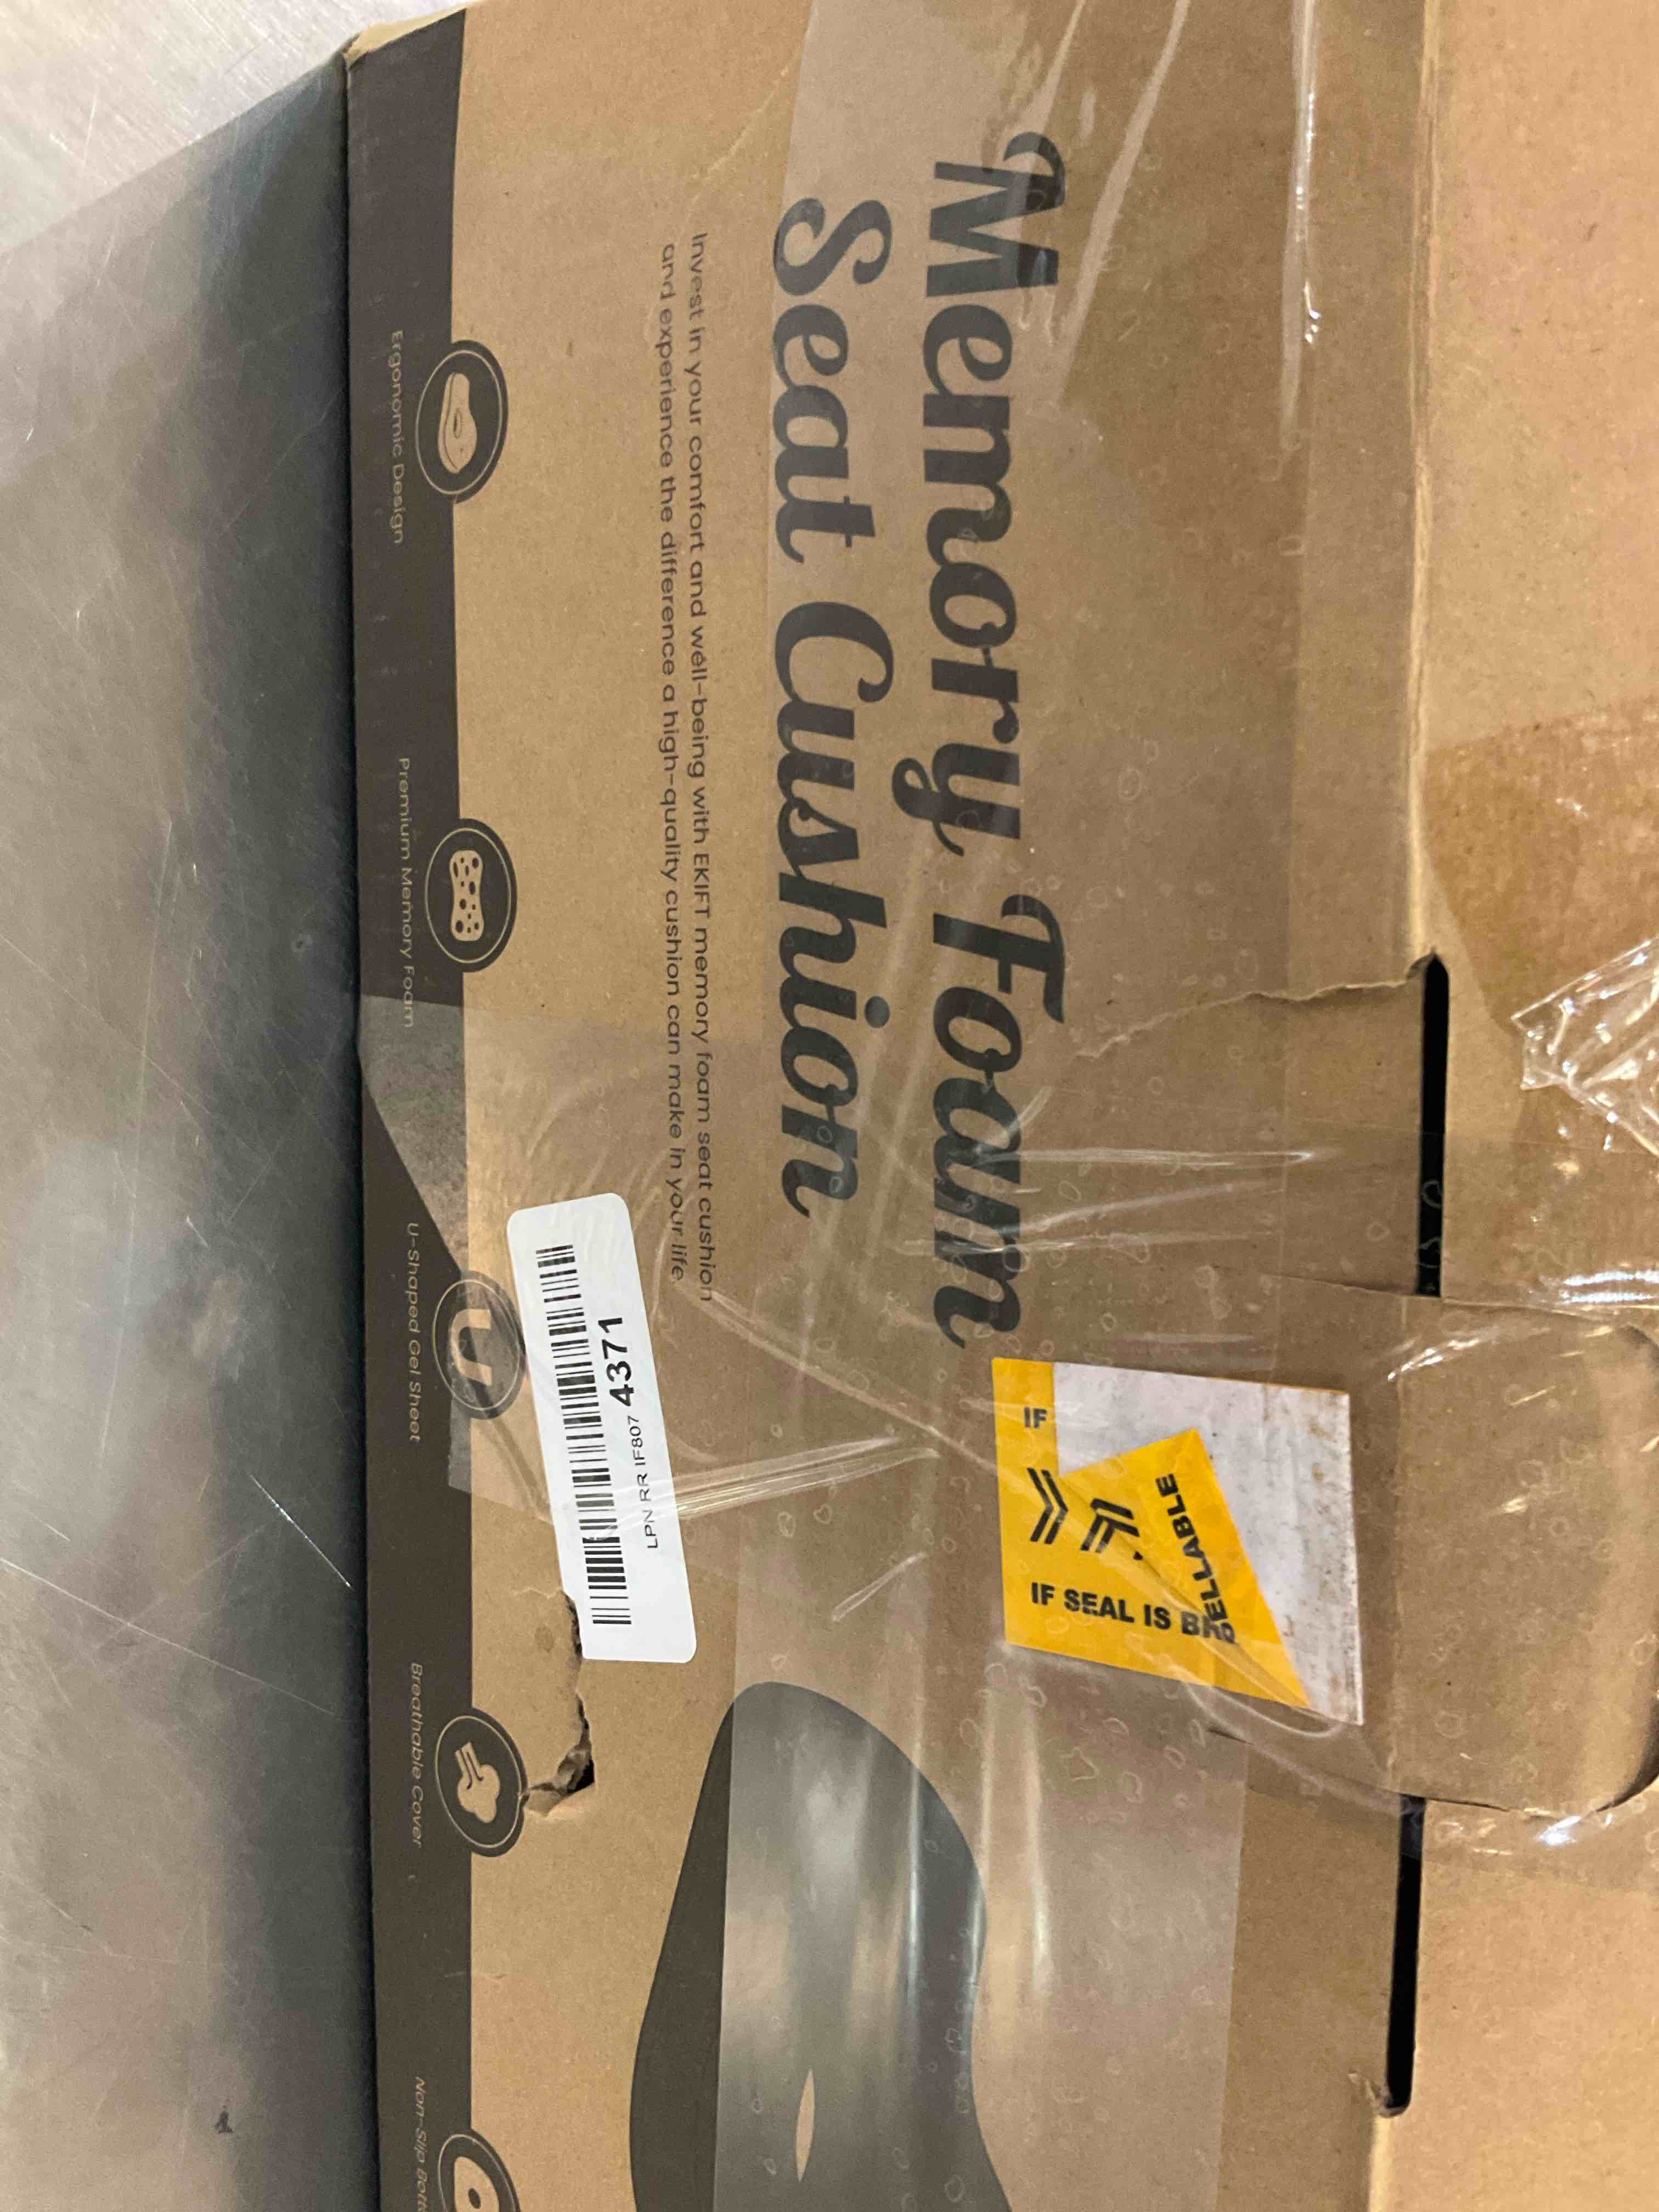 Memory Foam
Seat Cushion
Invest in your comfort and well-being with EKIFT memory foam seat cushion
and experience the difference a high-quality cushion can make in your life
Ergonomic Design
Premium Memory Foam
U-Shaped Gel Sheet
Breathable Cover
Non-Slip
LPN RR IF807 4371
IF
IF SEAL IS
ELLABLE